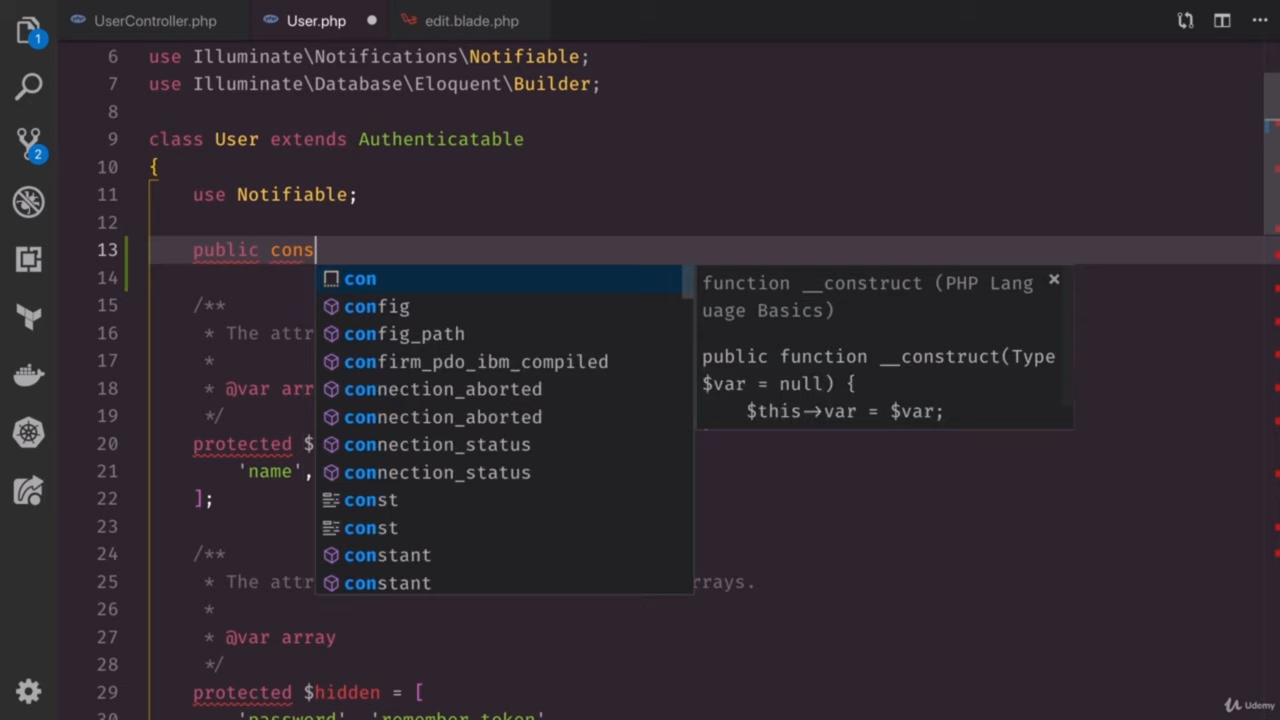 UserController.php User.php edit.blade.php
1
6 use Illuminate\Notifications\Notifiable;
7 use Illuminate\Database\Eloquent\Builder;
8
9 class User extends Authenticatable
2
10 {
11 use Notifiable;
12
13 public cons
14
con
config
config_path
confirm_pdo_ibm_compiled
connection_aborted
connection_aborted
connection_status
connection_status
const
const
constant
constant
function __construct (PHP Lang
uage Basics)
public function __construct(Type
$var = null) {
$this→var = $var;
15 /**
16 * The attr
17 *
18 * @var arr
19 */
20 protected $
21 'name',
22 ];
23
24 /**
25 * The attr rrays.
26 *
27 * @var array
28 */
29 protected $hidden = [
30 'password', 'remember_token',
Udemy